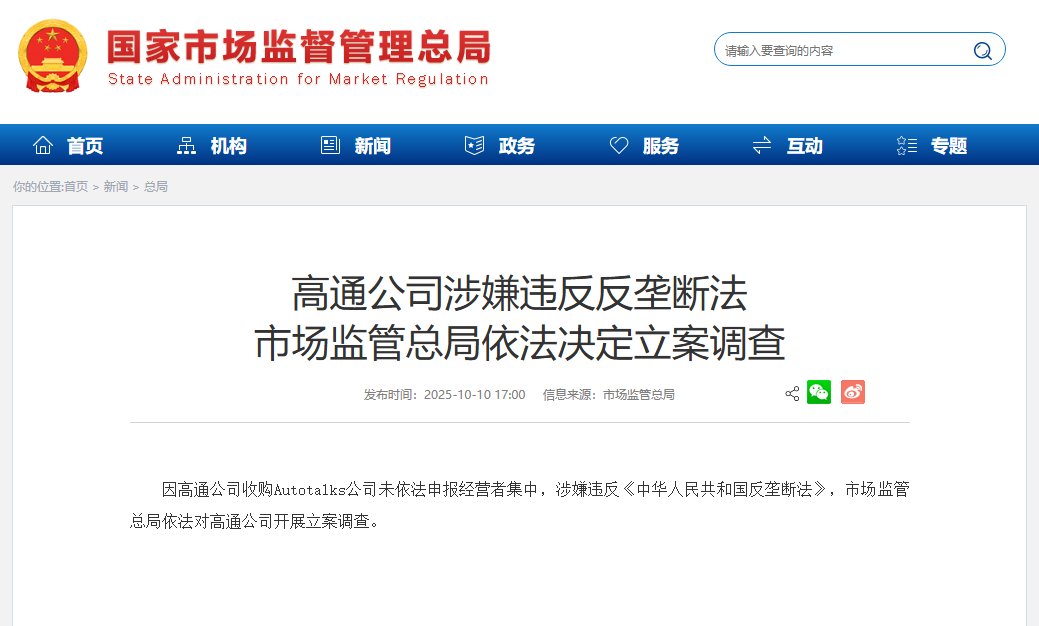 国家市场监督管理总局
State Administration for Market Regulation
请输入要查询的内容
首页 机构 新闻 政务 服务 互动 专题
你的位置:首页 > 新闻 > 总局
高通公司涉嫌违反反垄断法
市场监管总局依法决定立案调查
发布时间：2025-10-10 17:00 信息来源：市场监管总局
因高通公司收购Autotalks公司未依法申报经营者集中，涉嫌违反《中华人民共和国反垄断法》，市场监管
总局依法对高通公司开展立案调查。